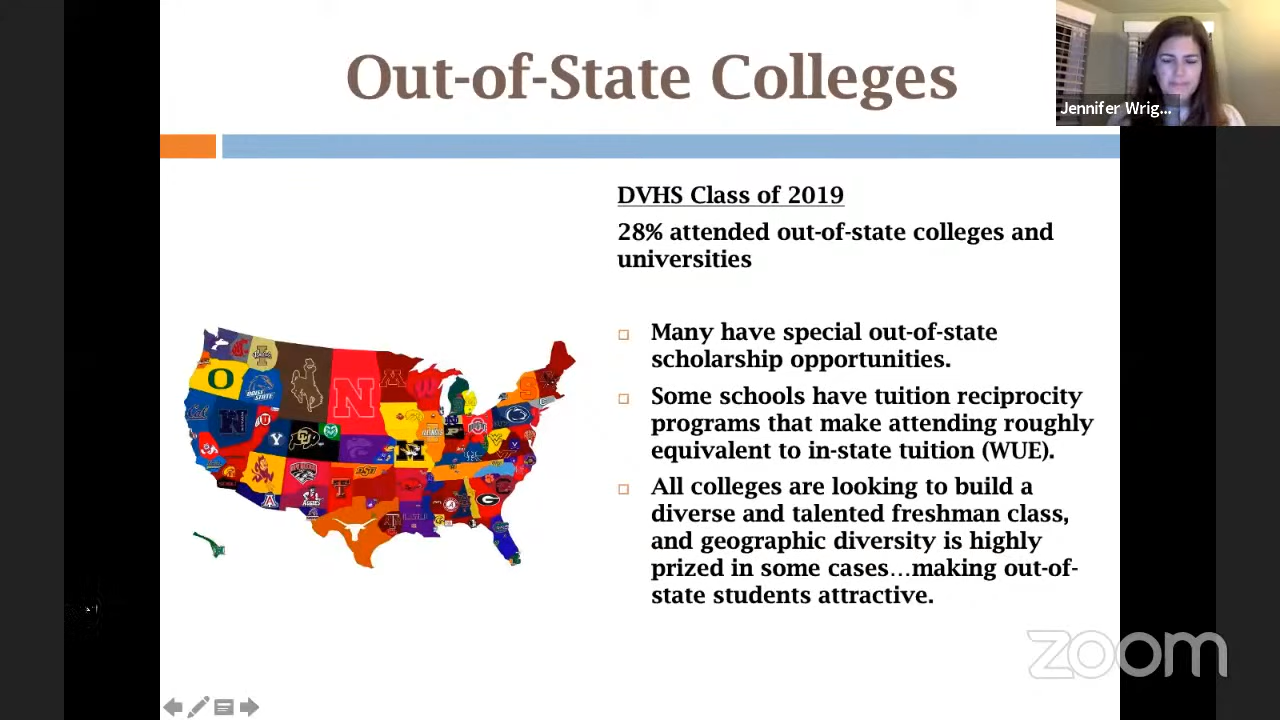 Out-of-State Colleges
Jennifer Wrig...
DVHS Class of 2019
28% attended out-of-state colleges and
universities
Many have special out-of-state
scholarship opportunities.
Some schools have tuition reciprocity
programs that make attending roughly
equivalent to in-state tuition (WUE).
All colleges are looking to build a
diverse and talented freshman class,
and geographic diversity is highly
prized in some cases…making out-of-
state students attractive.
O
N
M
Y
BOISE STATE
Cal
zoom